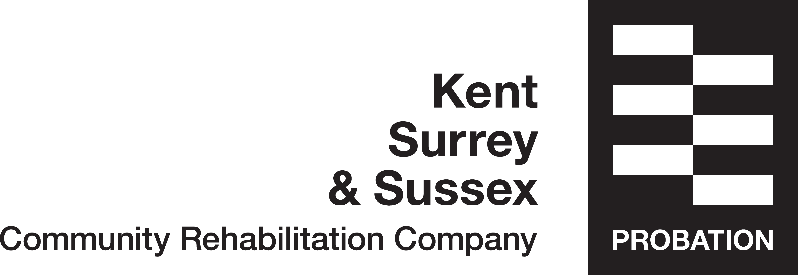 Kent
Surrey
& Sussex
Community Rehabilitation Company
PROBATION